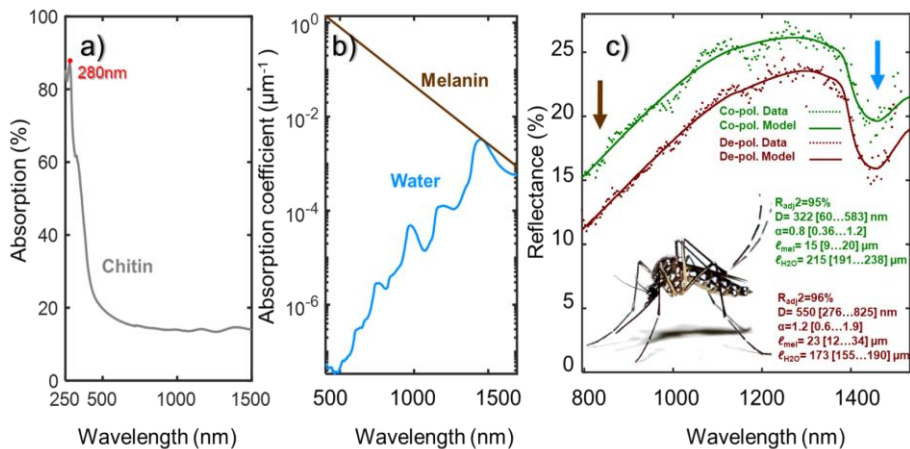 a)
100
80
60
40
20
0
280nm
Chitin
250 500 1000 1500
Absorption (%)
Wavelength (nm)
b)
10⁰
10⁻²
10⁻⁴
10⁻⁶
Melanin
Water
500 1000 1500
Absorption coefficient (µm⁻¹)
Wavelength (nm)
c)
25
20
15
10
5
0
Co-pol. Data
Co-pol. Model
De-pol. Data
De-pol. Model
R_adj2=95%
D= 322 [60…583] nm
α=0.8 [0.36…1.2]
ℓ_mel= 15 [9…20] µm
ℓ_H2O= 215 [191…238] µm
R_adj2=96%
D= 550 [276…825] nm
α=1.2 [0.6…1.9]
ℓ_mel= 23 [12…34] µm
ℓ_H2O= 173 [155…190] µm
800 1000 1200 1400
Reflectance (%)
Wavelength (nm)